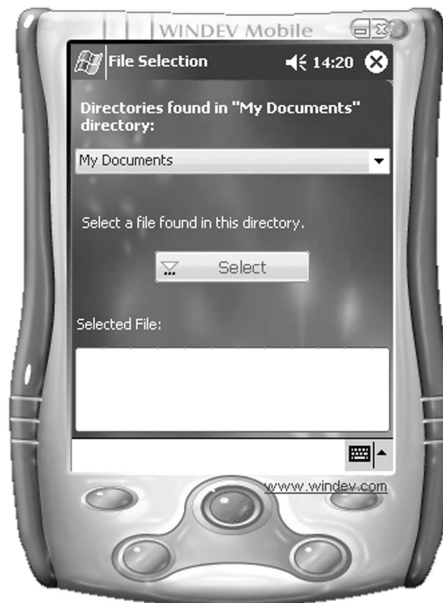 WINDEV Mobile
File Selection 14:20
Directories found in "My Documents"
directory:
My Documents
Select a file found in this directory.
Select
Selected File:
www.windev.com